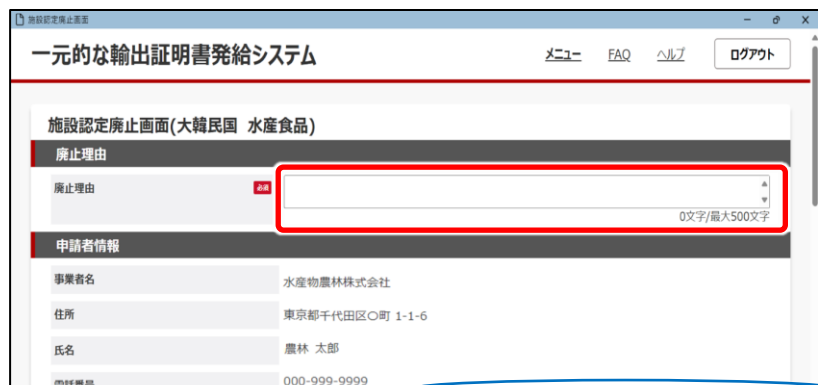 施設認定廃止画面
一元的な輸出証明書発給システム
メニュー FAQ ヘルプ ログアウト
施設認定廃止画面(大韓民国 水産食品)
廃止理由
廃止理由 必須
0文字/最大500文字
申請者情報
事業者名 水産物農林株式会社
住所 東京都千代田区〇町 1-1-6
氏名 農林 太郎
電話番号 000-999-9999